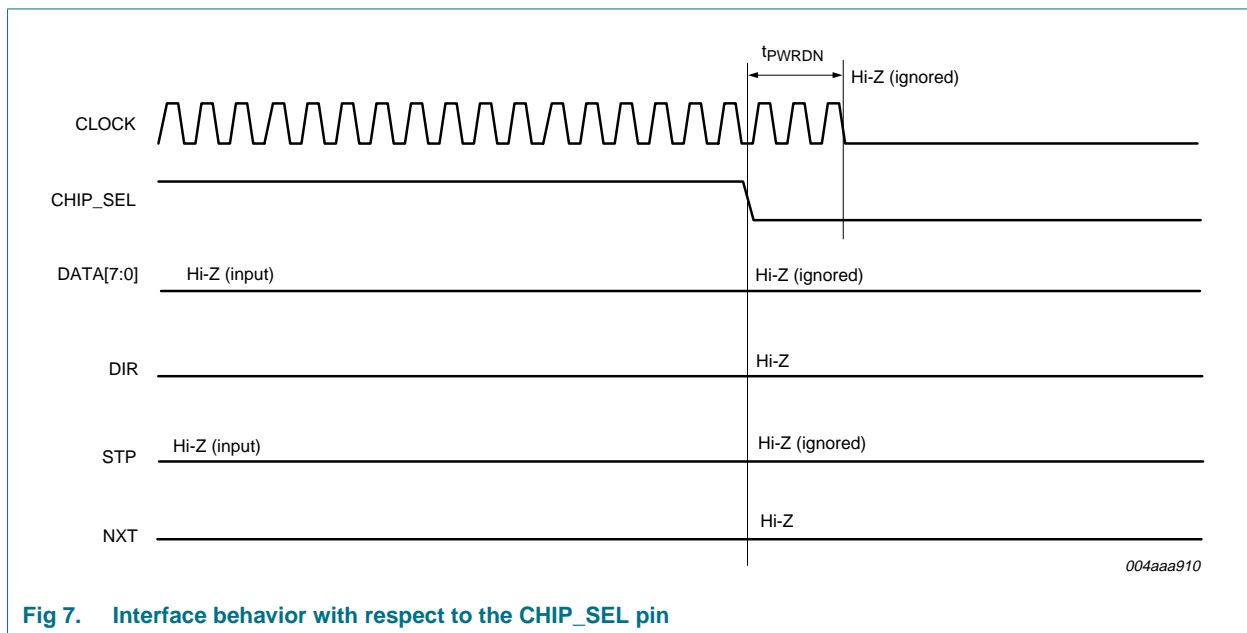 tPWRDN
Hi-Z (ignored)
CLOCK
CHIP_SEL
DATA[7:0]
Hi-Z (input)
Hi-Z (ignored)
DIR
Hi-Z
STP
Hi-Z (input)
Hi-Z (ignored)
NXT
Hi-Z
004aaa910
Fig 7. Interface behavior with respect to the CHIP_SEL pin